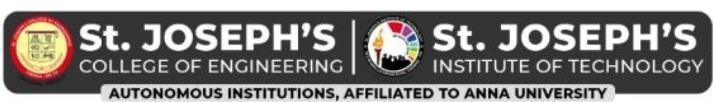 St. JOSEPH'S
COLLEGE OF ENGINEERING
St. JOSEPH'S
INSTITUTE OF TECHNOLOGY
AUTONOMOUS INSTITUTIONS, AFFILIATED TO ANNA UNIVERSITY